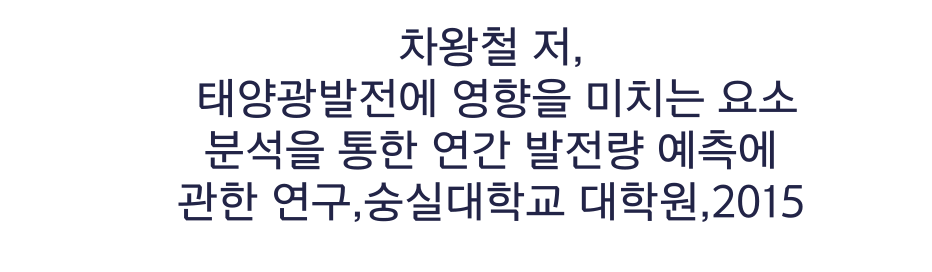 차왕철 저,
태양광발전에 영향을 미치는 요소
분석을 통한 연간 발전량 예측에
관한 연구,숭실대학교 대학원,2015